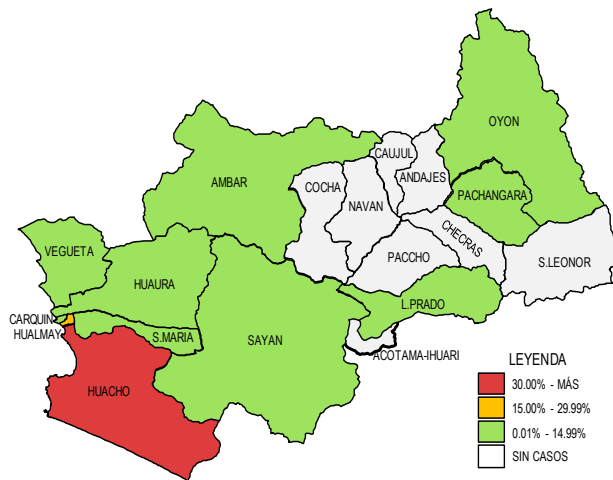 OYON
CAUJUL
AMBAR
COCHA
ANDAJES
PACHANGARA
NAVAN
CHECRAS
VEGUETA
PACCHO
S.LEONOR
HUAURA
L.PRADO
CARQUIN
HUALMAY
S.MARIA
SAYAN
ACOTAMA-IHUARI
HUACHO
LEYENDA
30.00% - MÁS
15.00% - 29.99%
0.01% - 14.99%
SIN CASOS